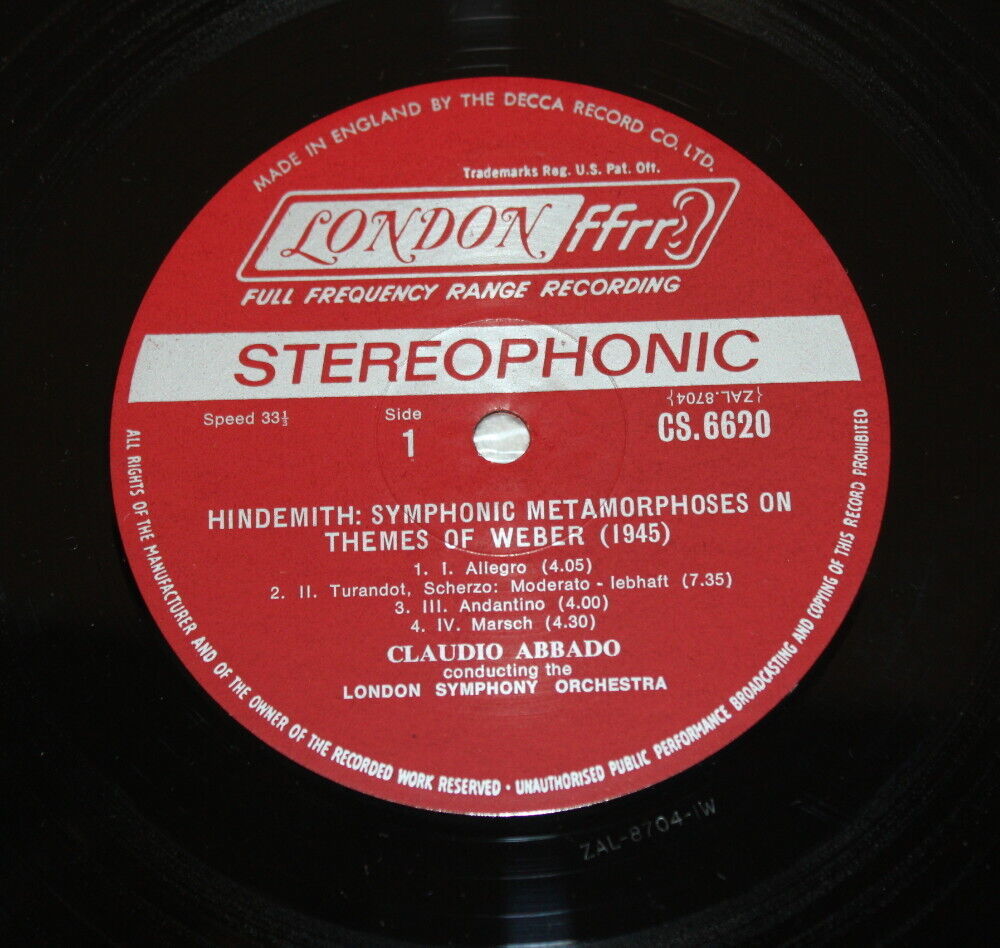 MADE IN ENGLAND BY THE DECCA RECORD CO. LTD.
Trademarks Reg. U.S. Pat. Off.
LONDON ffrr
FULL FREQUENCY RANGE RECORDING
STEREOPHONIC
Speed 33⅓
Side
1
{ZAL.8704}
CS.6620
HINDEMITH: SYMPHONIC METAMORPHOSES ON
THEMES OF WEBER (1945)
1. I. Allegro (4.05)
2. II. Turandot, Scherzo: Moderato - lebhaft (7.35)
3. III. Andantino (4.00)
4. IV. Marsch (4.30)
CLAUDIO ABBADO
conducting the
LONDON SYMPHONY ORCHESTRA
ALL RIGHTS OF THE MANUFACTURER AND OF THE OWNER OF THE RECORDED WORK RESERVED · UNAUTHORISED PUBLIC PERFORMANCE BROADCASTING AND COPYING OF THIS RECORD PROHIBITED
ZAL-8704-1W